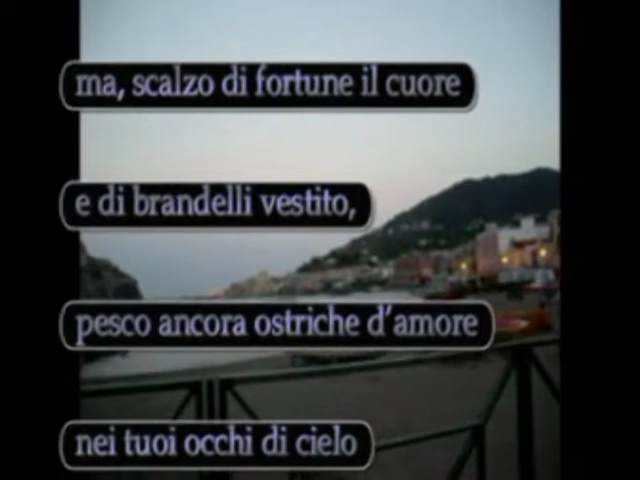 ma, scalzo di fortune il cuore
e di brandelli vestito,
pesco ancora ostriche d'amore
nei tuoi occhi di cielo